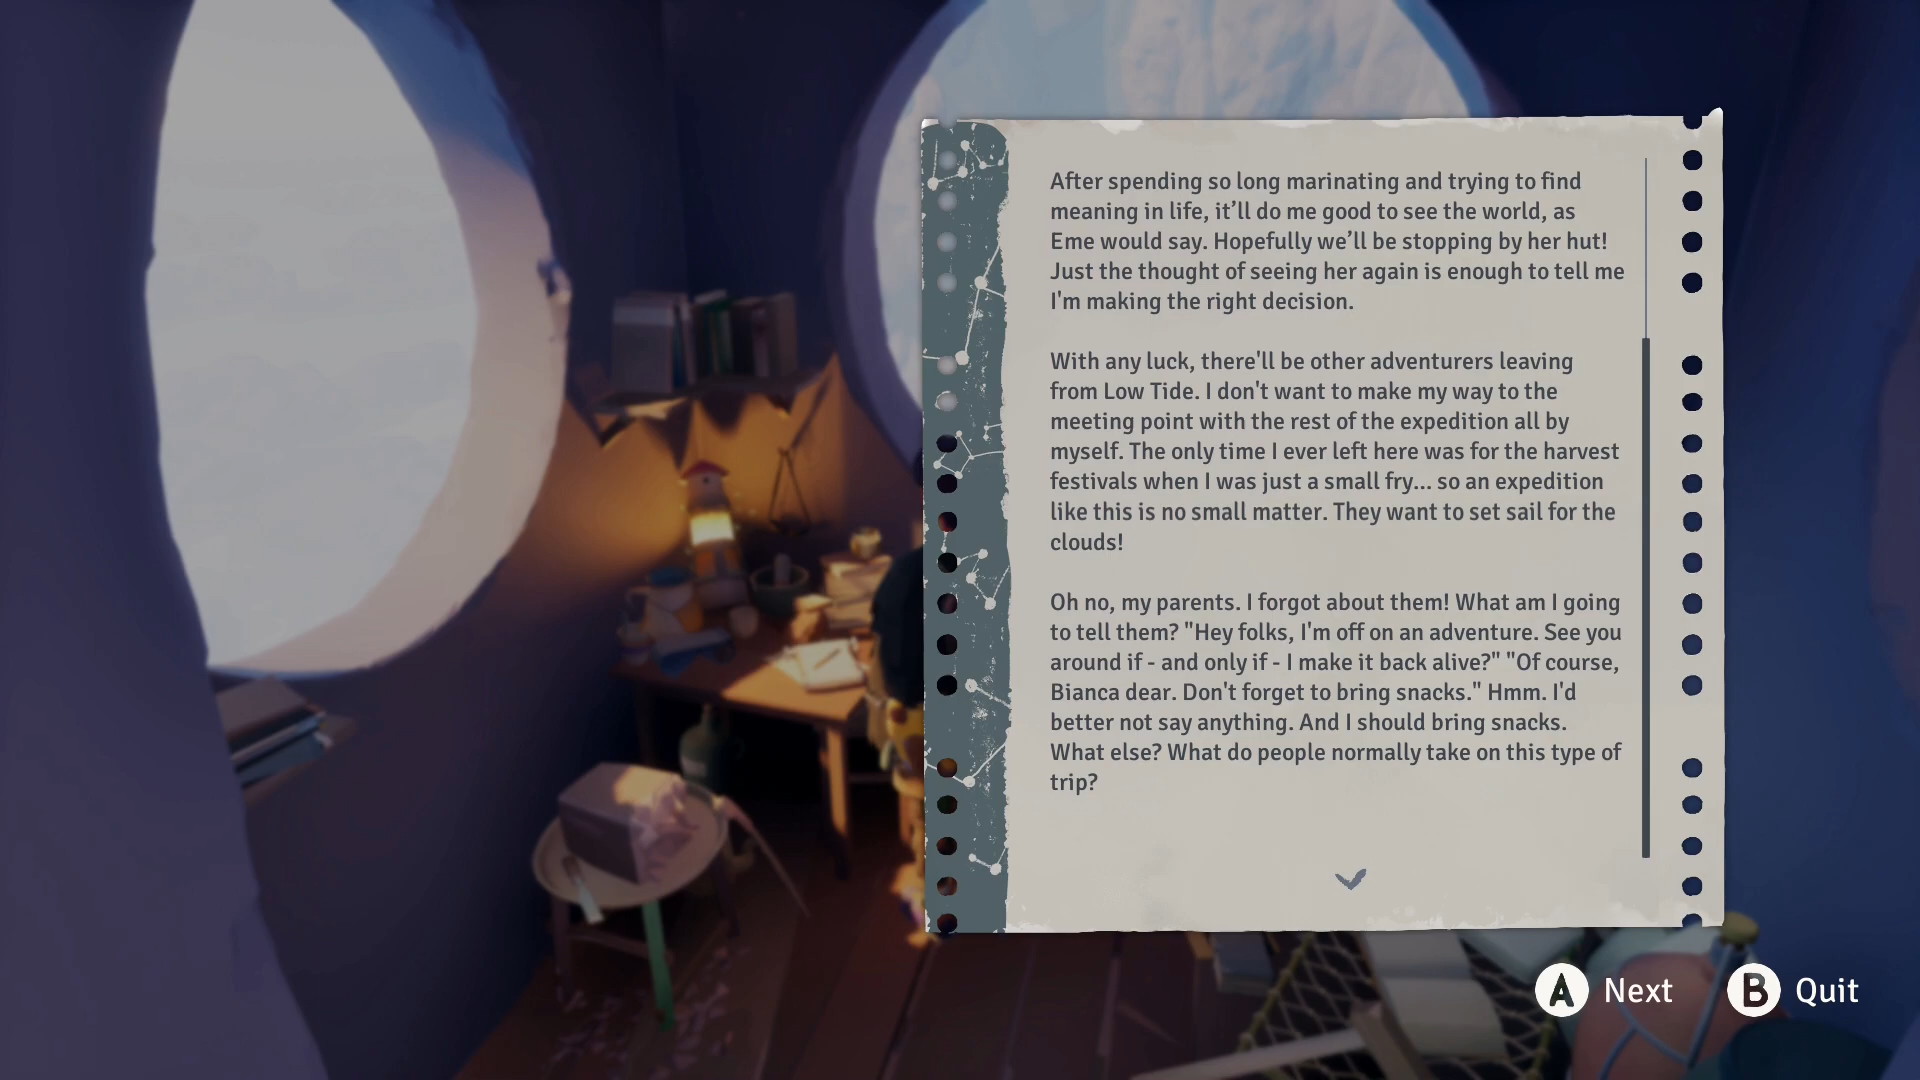 After spending so long marinating and trying to find
meaning in life, it’ll do me good to see the world, as
Eme would say. Hopefully we’ll be stopping by her hut!
Just the thought of seeing her again is enough to tell me
I'm making the right decision.
With any luck, there'll be other adventurers leaving
from Low Tide. I don't want to make my way to the
meeting point with the rest of the expedition all by
myself. The only time I ever left here was for the harvest
festivals when I was just a small fry... so an expedition
like this is no small matter. They want to set sail for the
clouds!
Oh no, my parents. I forgot about them! What am I going
to tell them? "Hey folks, I'm off on an adventure. See you
around if - and only if - I make it back alive?" "Of course,
Bianca dear. Don't forget to bring snacks." Hmm. I'd
better not say anything. And I should bring snacks.
What else? What do people normally take on this type of
trip?
A Next B Quit